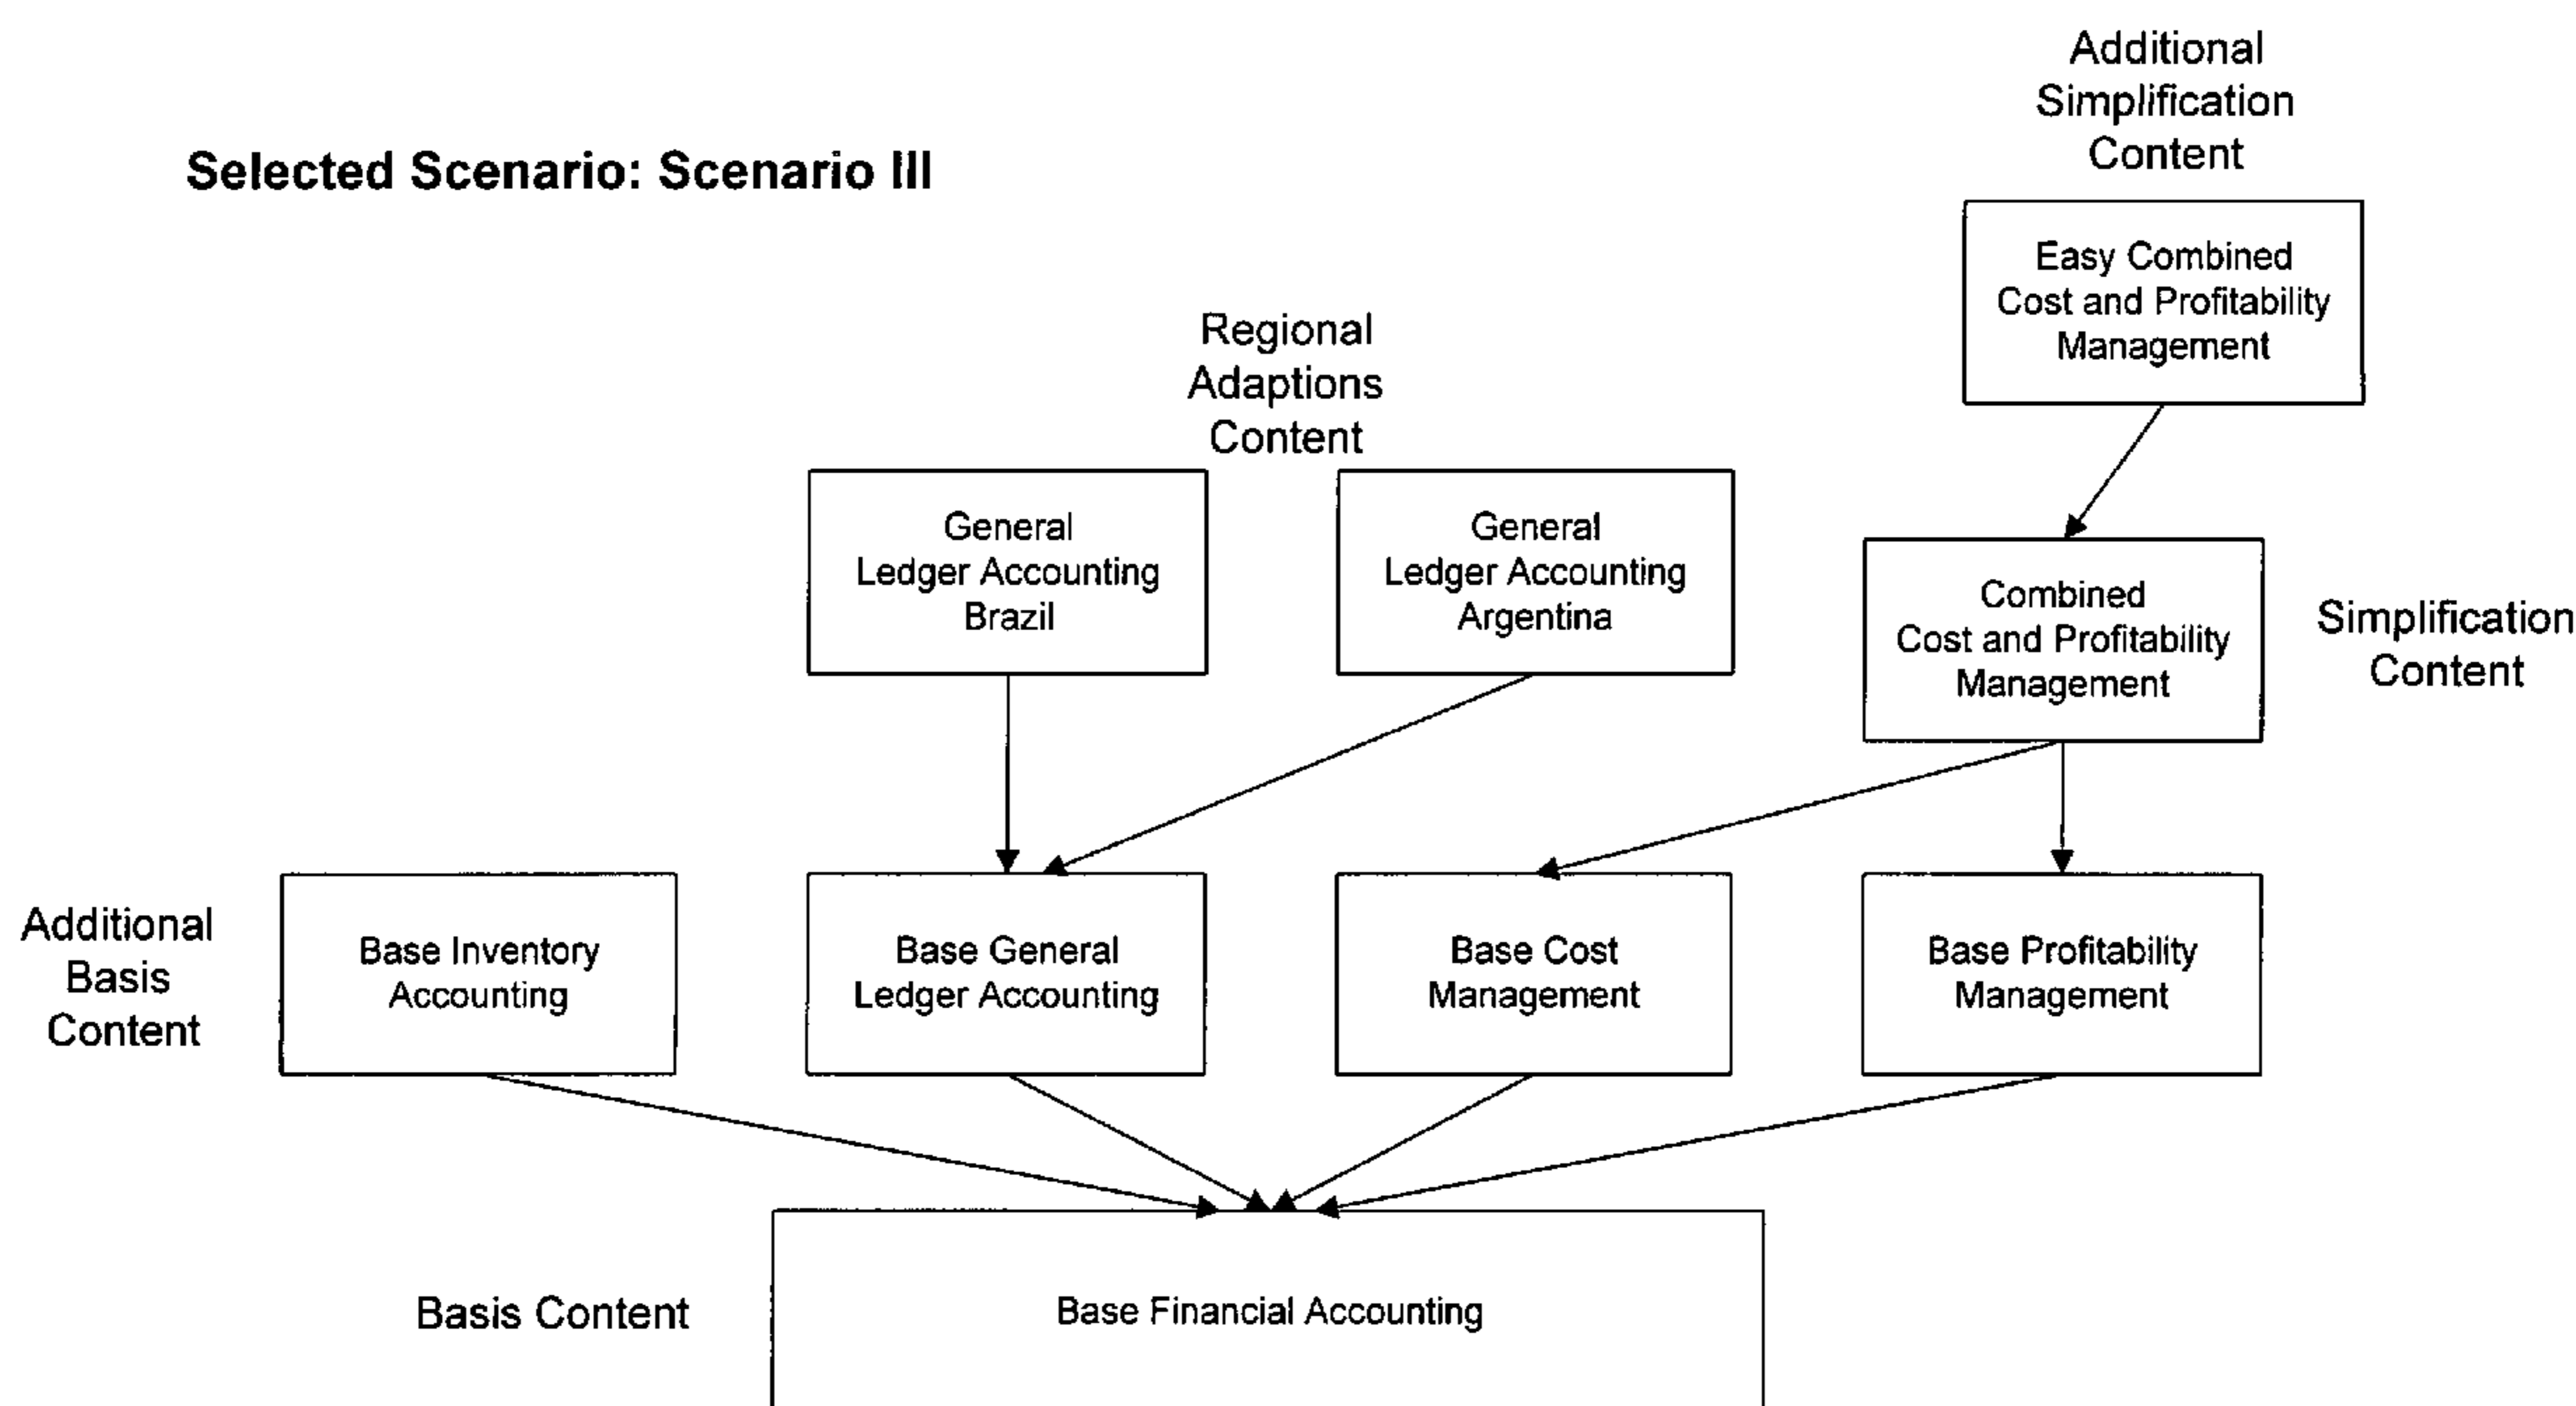 Additional
Simplification
Content
Selected Scenario: Scenario III
Easy Combined
Cost and Profitability
Management
Regional
Adaptions
Content
General
Ledger Accounting
Brazil
General
Ledger Accounting
Argentina
Combined
Cost and Profitability
Management
Simplification
Content
Additional
Basis
Content
Base Inventory
Accounting
Base General
Ledger Accounting
Base Cost
Management
Base Profitability
Management
Basis Content
Base Financial Accounting